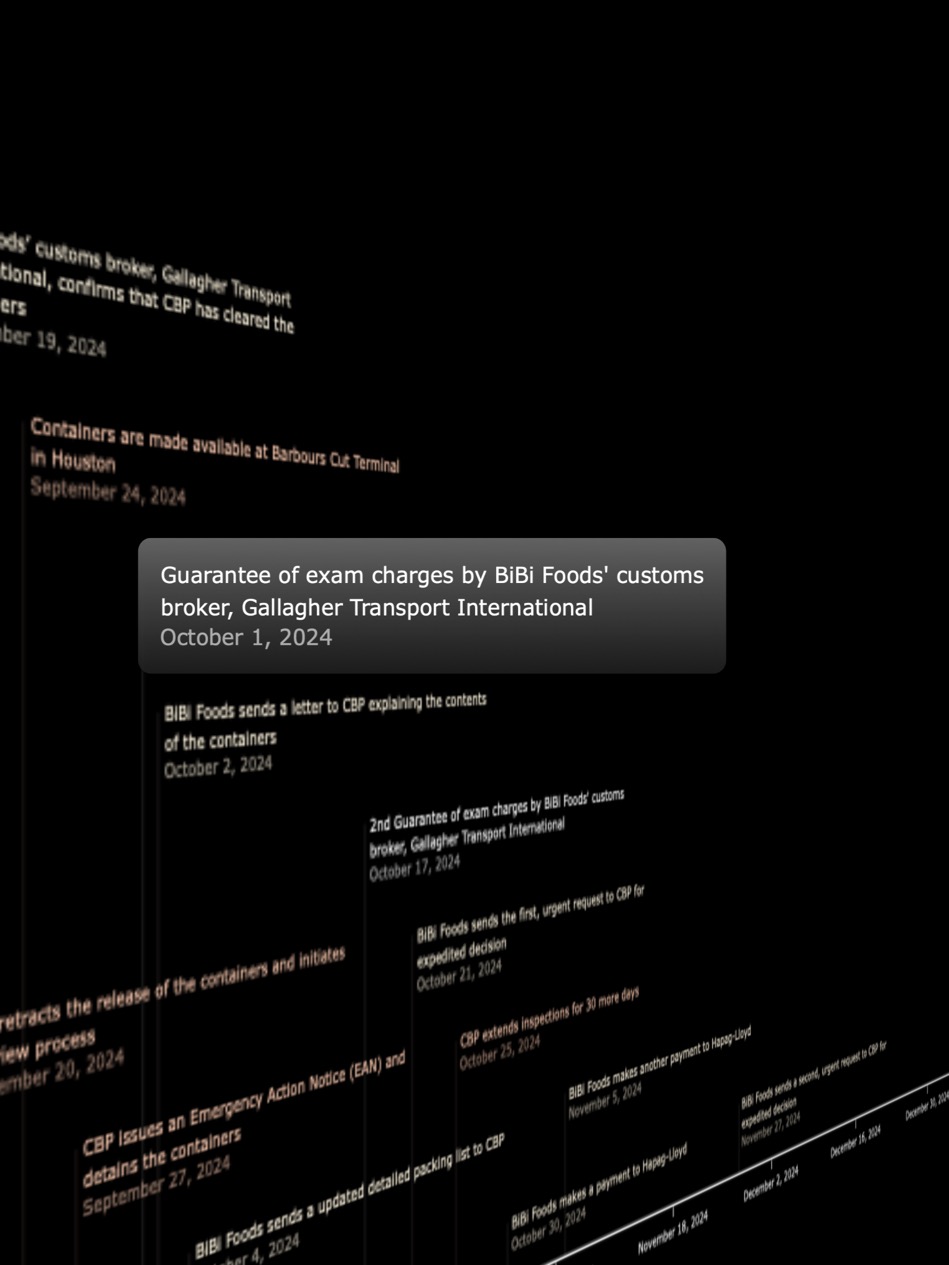 ods' customs broker, Gallagher Transport
tional, confirms that CBP has cleared the
ers
ber 19, 2024
Containers are made available at Barbours Cut Terminal
in Houston
September 24, 2024
Guarantee of exam charges by BiBi Foods' customs
broker, Gallagher Transport International
October 1, 2024
BiBi Foods sends a letter to CBP explaining the contents
of the containers
October 2, 2024
2nd Guarantee of exam charges by BiBi Foods' customs
broker, Gallagher Transport International
October 17, 2024
BiBi Foods sends the first, urgent request to CBP for
expedited decision
October 21, 2024
retracts the release of the containers and initiates
iew process
ember 20, 2024
CBP extends inspections for 30 more days
October 25, 2024
CBP issues an Emergency Action Notice (EAN) and
detains the containers
September 27, 2024
BiBi Foods makes another payment to Hapag-Lloyd
November 5, 2024
BiBi Foods sends a second, urgent request to CBP for
expedited decision
November 27, 2024
BiBi Foods sends a updated detailed packing list to CBP
ber 4, 2024
BiBi Foods makes a payment to Hapag-Lloyd
October 30, 2024
November 18, 2024
December 2, 2024
December 16, 2024
December 30, 2024